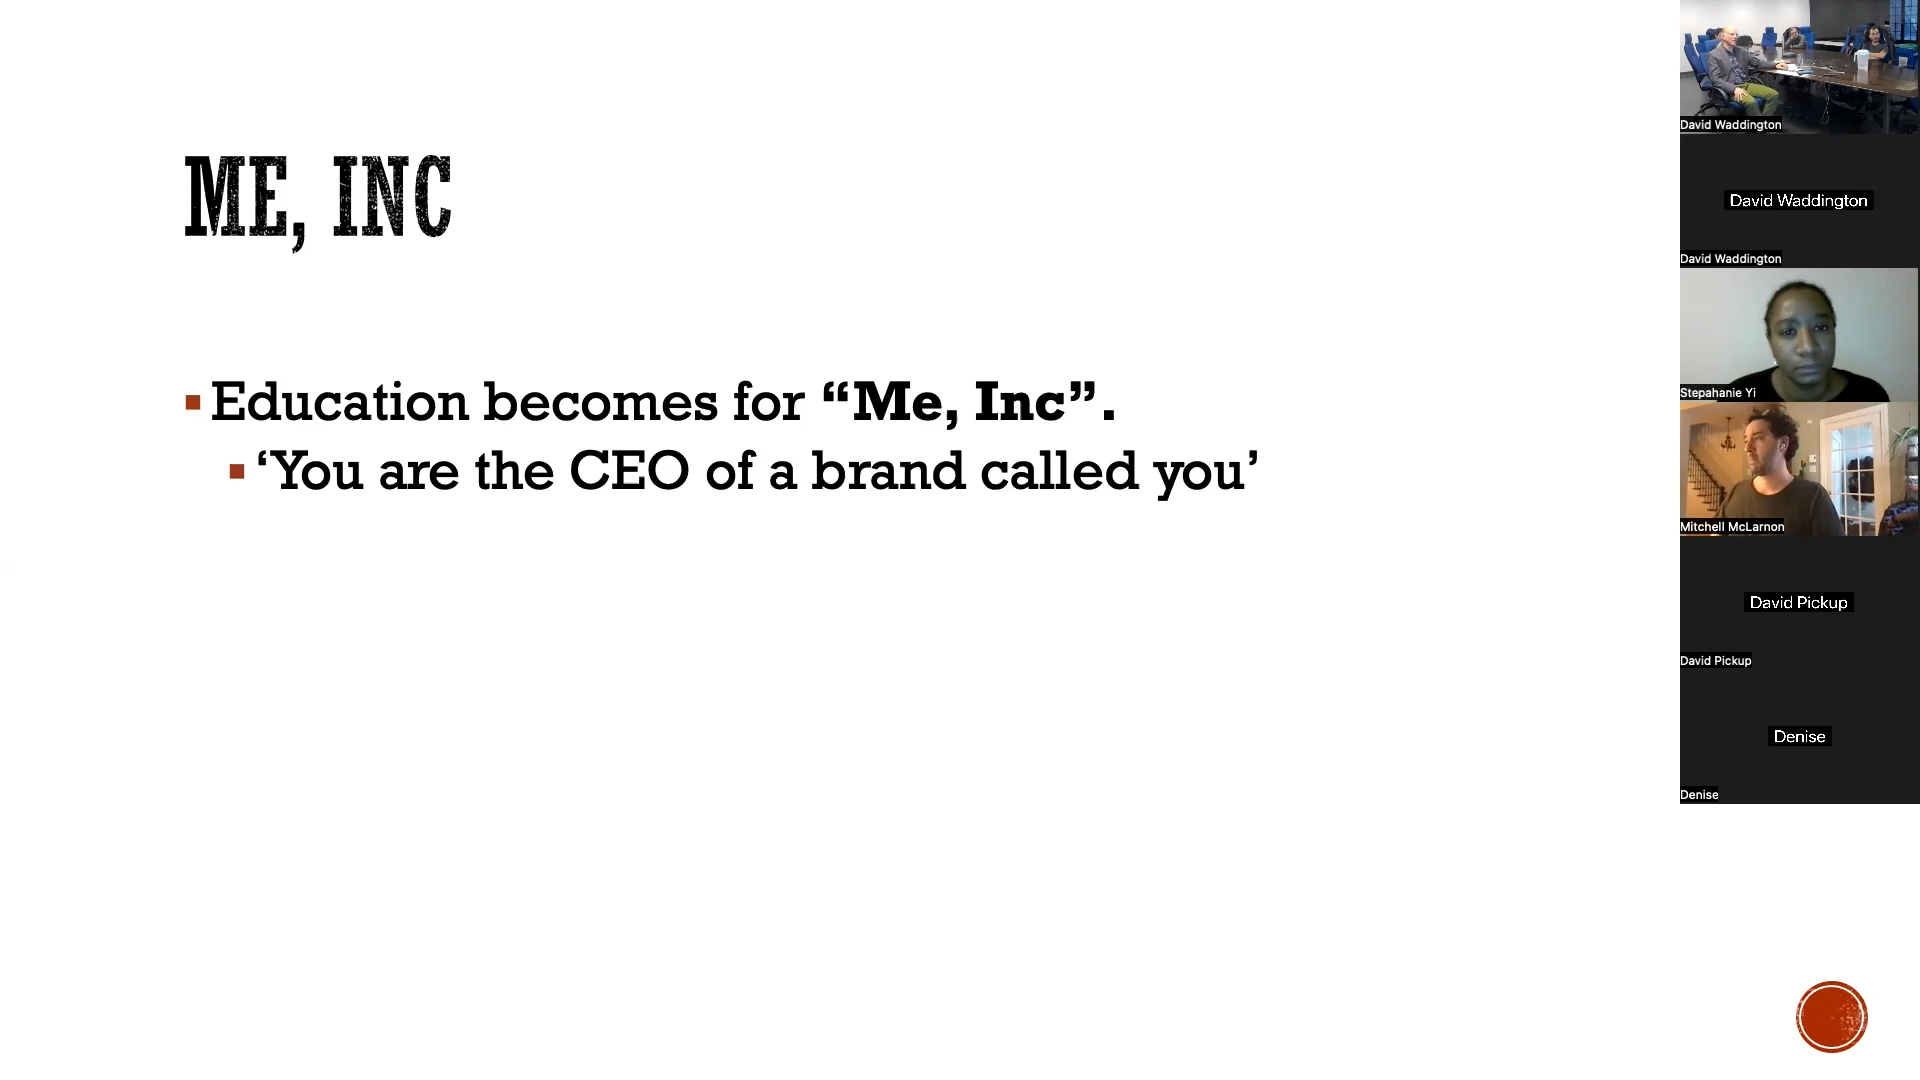 ME, INC
Education becomes for “Me, Inc”.
‘You are the CEO of a brand called you’
David Waddington
David Waddington
David Waddington
Stepahanie Yi
Mitchell McLarnon
David Pickup
David Pickup
Denise
Denise